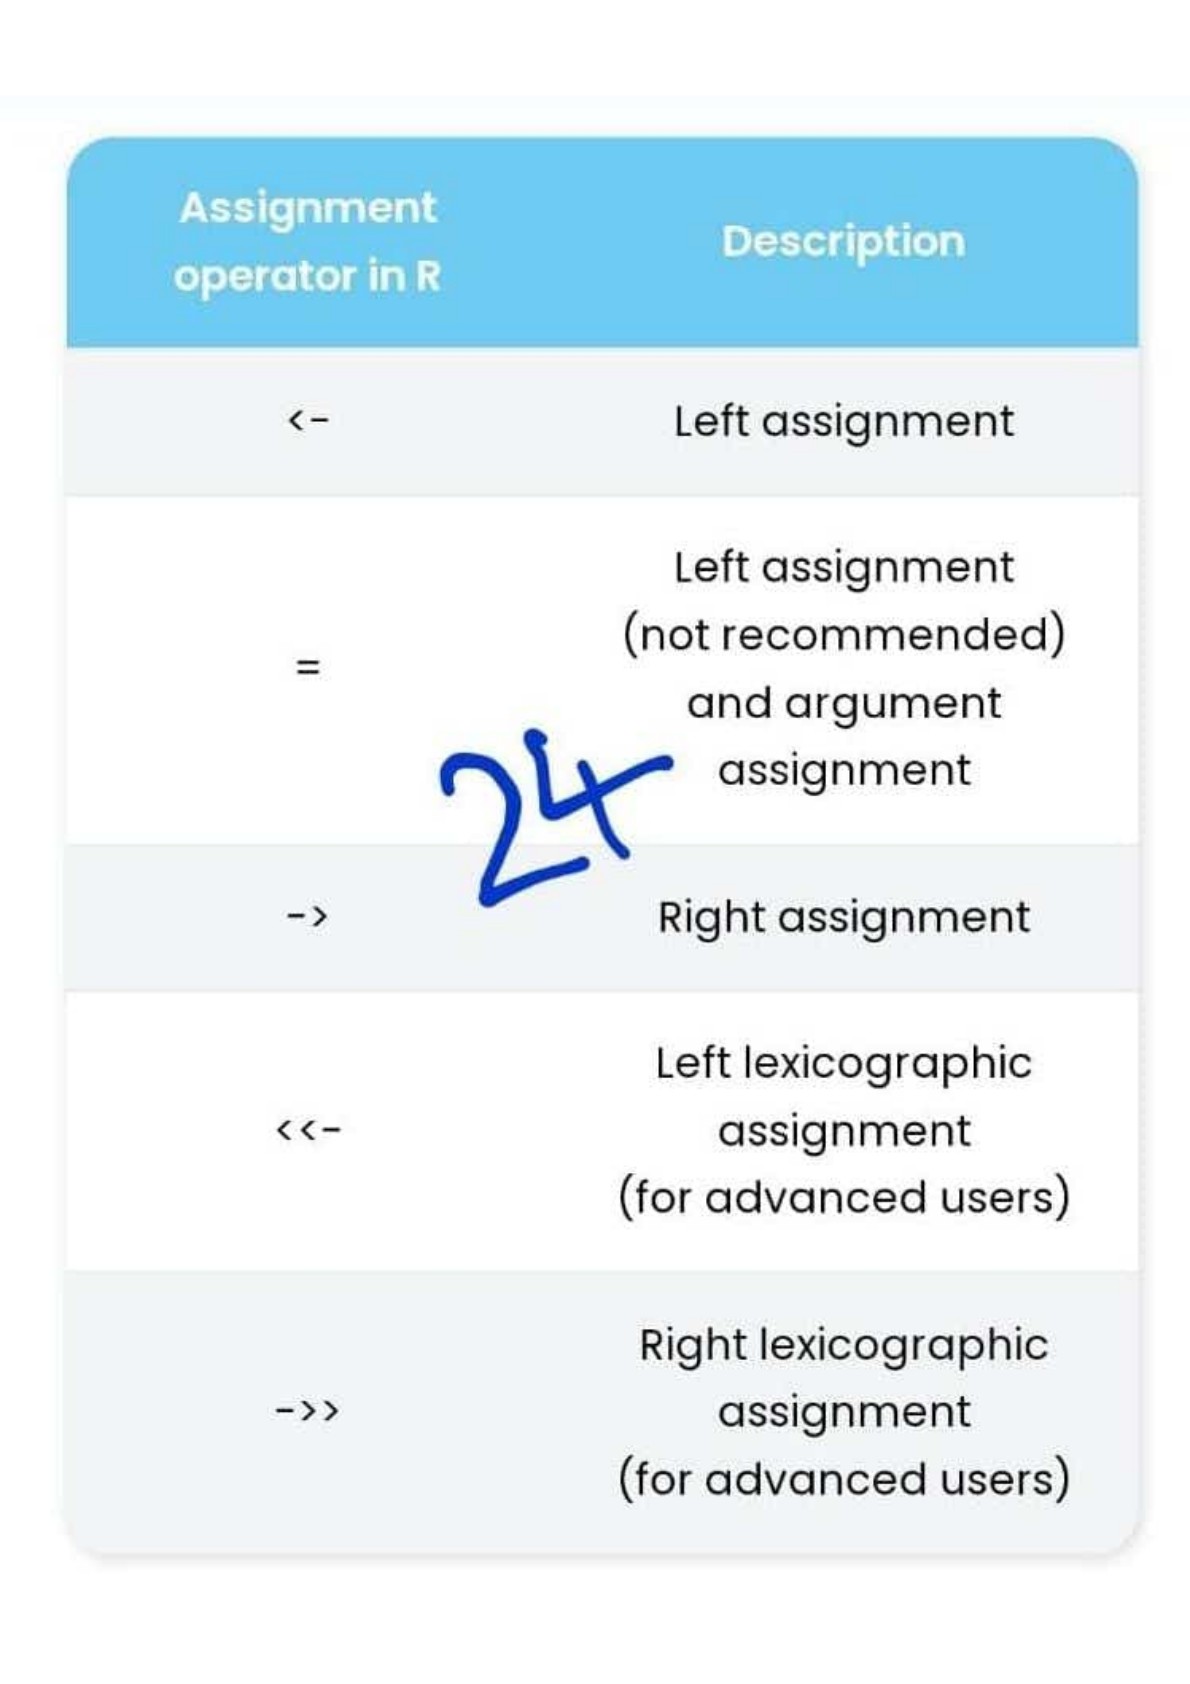 Assignment
operator in R
Description
<-
Left assignment
=
Left assignment
(not recommended)
and argument
assignment
24
->
Right assignment
<<-
Left lexicographic
assignment
(for advanced users)
->>
Right lexicographic
assignment
(for advanced users)